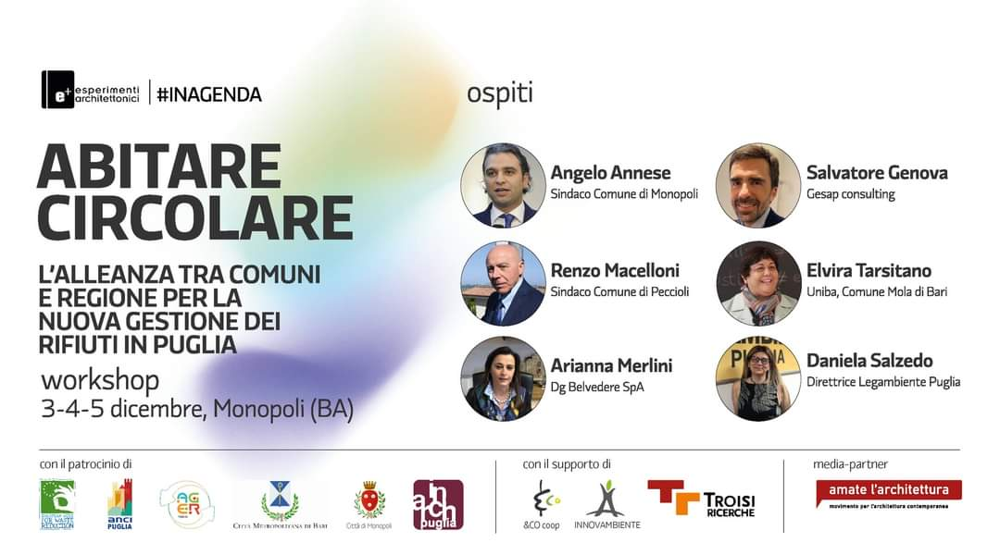 esperimenti
e+ architettonici
#INAGENDA
ABITARE
CIRCOLARE
L'ALLEANZA TRA COMUNI
E REGIONE PER LA
NUOVA GESTIONE DEI
RIFIUTI IN PUGLIA
workshop
3-4-5 dicembre, Monopoli (BA)
ospiti
Angelo Annese
Sindaco Comune di Monopoli
Renzo Macelloni
Sindaco Comune di Peccioli
Arianna Merlini
Dg Belvedere SpA
Salvatore Genova
Gesap consulting
Elvira Tarsitano
Uniba, Comune Mola di Bari
PUGLIA
Daniela Salzedo
Direttrice Legambiente Puglia
con il patrocinio di
EUROPEAN WEEK
FOR WASTE
REDUCTION
anci
PUGLIA
AGER
Città Metropolitana di Bari
Città di Monopoli
in
arch
puglia
con il supporto di
&CO coop
INNOVAMBIENTE
TROISI
RICERCHE
media-partner
amate l'architettura
movimento per l'architettura contemporanea